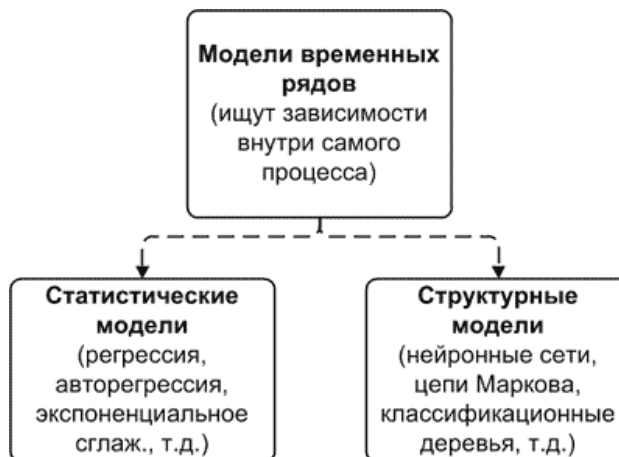 Модели временных
рядов
(ищут зависимости
внутри самого
процесса)
Статистические
модели
(регрессия,
авторегрессия,
экспоненциальное
сглаж., т.д.)
Структурные
модели
(нейронные сети,
цепи Маркова,
классификационные
деревья, т.д.)